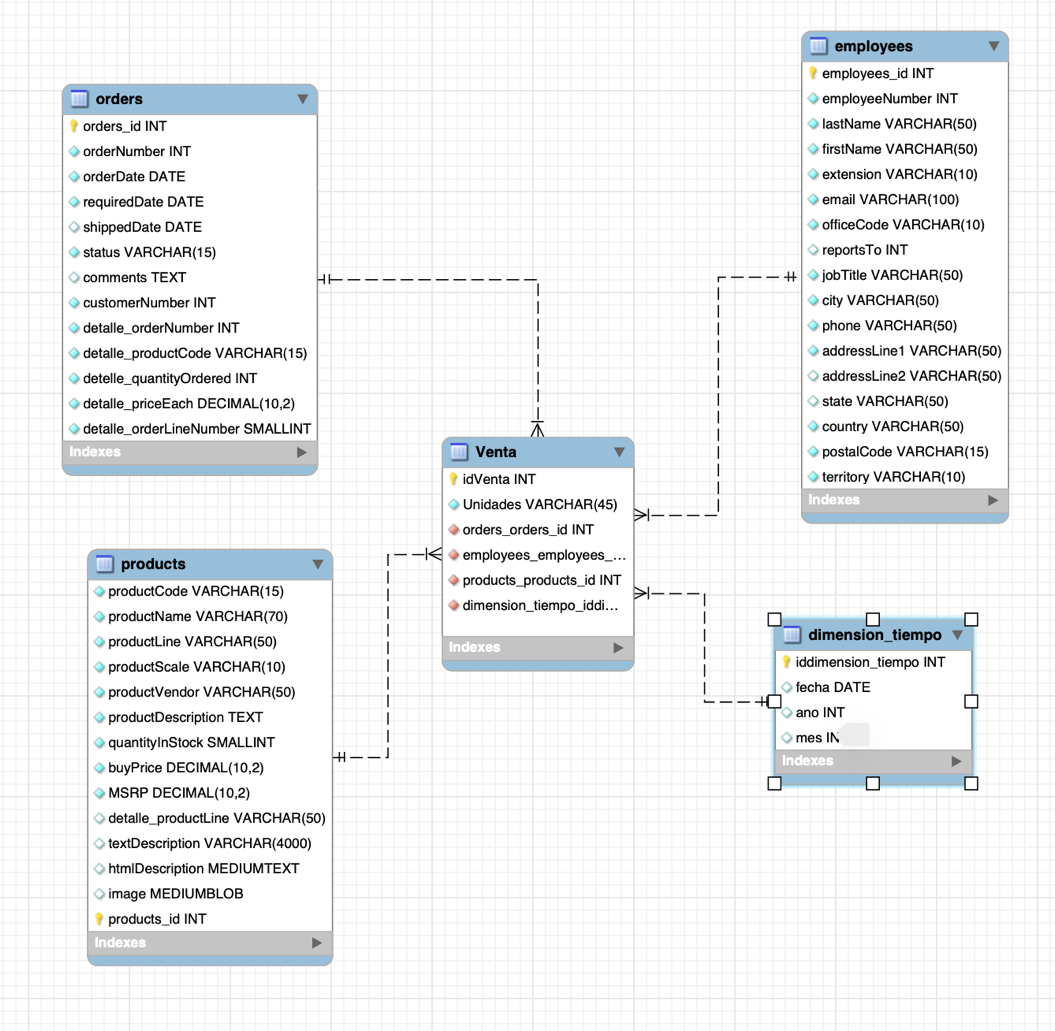 orders
orders_id INT
orderNumber INT
orderDate DATE
requiredDate DATE
shippedDate DATE
status VARCHAR(15)
comments TEXT
customerNumber INT
detalle_orderNumber INT
detalle_productCode VARCHAR(15)
detelle_quantityOrdered INT
detalle_priceEach DECIMAL(10,2)
detalle_orderLineNumber SMALLINT
Indexes
employees
employees_id INT
employeeNumber INT
lastName VARCHAR(50)
firstName VARCHAR(50)
extension VARCHAR(10)
email VARCHAR(100)
officeCode VARCHAR(10)
reportsTo INT
jobTitle VARCHAR(50)
city VARCHAR(50)
phone VARCHAR(50)
addressLine1 VARCHAR(50)
addressLine2 VARCHAR(50)
state VARCHAR(50)
country VARCHAR(50)
postalCode VARCHAR(15)
territory VARCHAR(10)
Indexes
Venta
idVenta INT
Unidades VARCHAR(45)
orders_orders_id INT
employees_employees_...
products_products_id INT
dimension_tiempo_iddi...
Indexes
products
productCode VARCHAR(15)
productName VARCHAR(70)
productLine VARCHAR(50)
productScale VARCHAR(10)
productVendor VARCHAR(50)
productDescription TEXT
quantityInStock SMALLINT
buyPrice DECIMAL(10,2)
MSRP DECIMAL(10,2)
detalle_productLine VARCHAR(50)
textDescription VARCHAR(4000)
htmlDescription MEDIUMTEXT
image MEDIUMBLOB
products_id INT
Indexes
dimension_tiempo
iddimension_tiempo INT
fecha DATE
ano INT
mes
Indexes